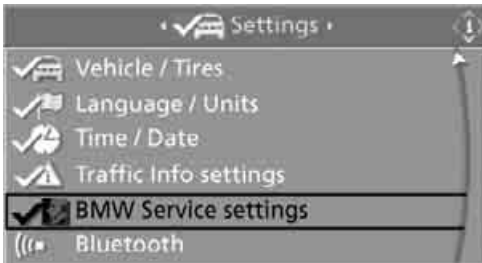 Settings
Vehicle / Tires
Language / Units
Time / Date
Traffic Info settings
BMW Service settings
Bluetooth